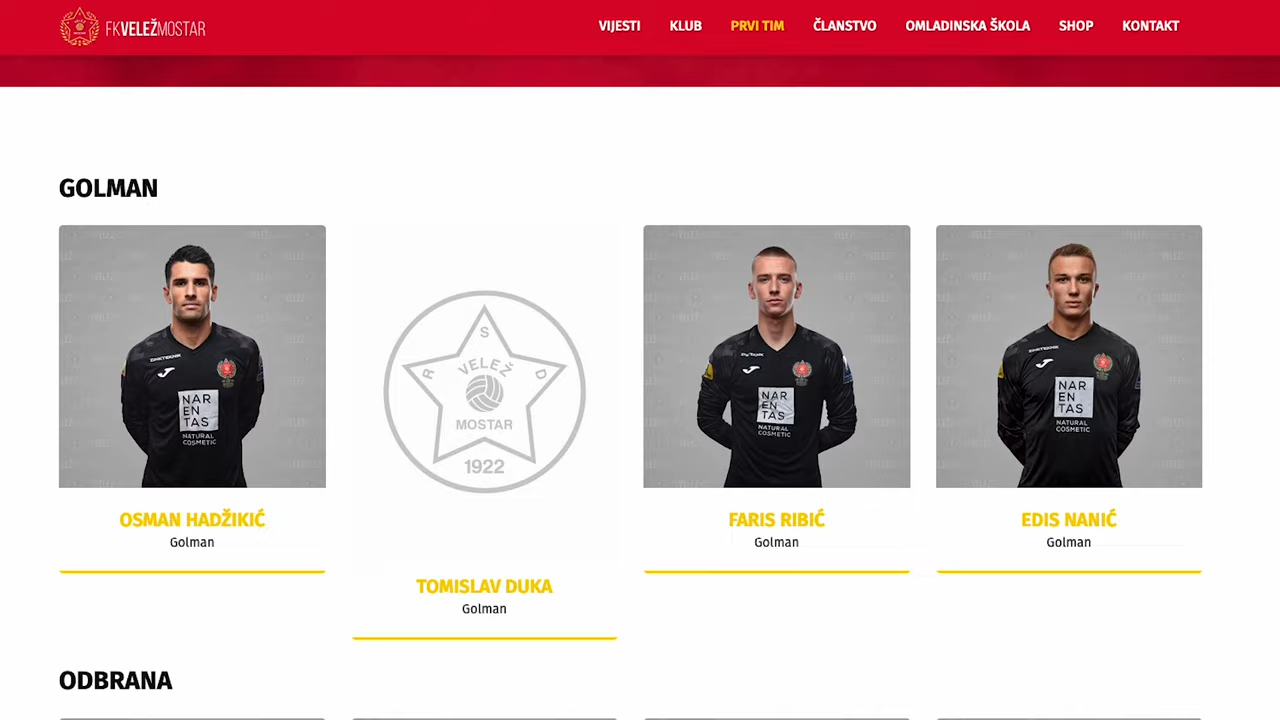 FKVELEŽMOSTAR
VIJESTI KLUB PRVI TIM ČLANSTVO OMLADINSKA ŠKOLA SHOP KONTAKT
GOLMAN
NAR
EN
TAS
NATURAL
COSMETIC
R S D
VELEŽ
MOSTAR
1922
NAR
EN
TAS
NATURAL
COSMETIC
NAR
EN
TAS
NATURAL
COSMETIC
OSMAN HADŽIKIĆ
Golman
TOMISLAV DUKA
Golman
FARIS RIBIĆ
Golman
EDIS NANIĆ
Golman
ODBRANA